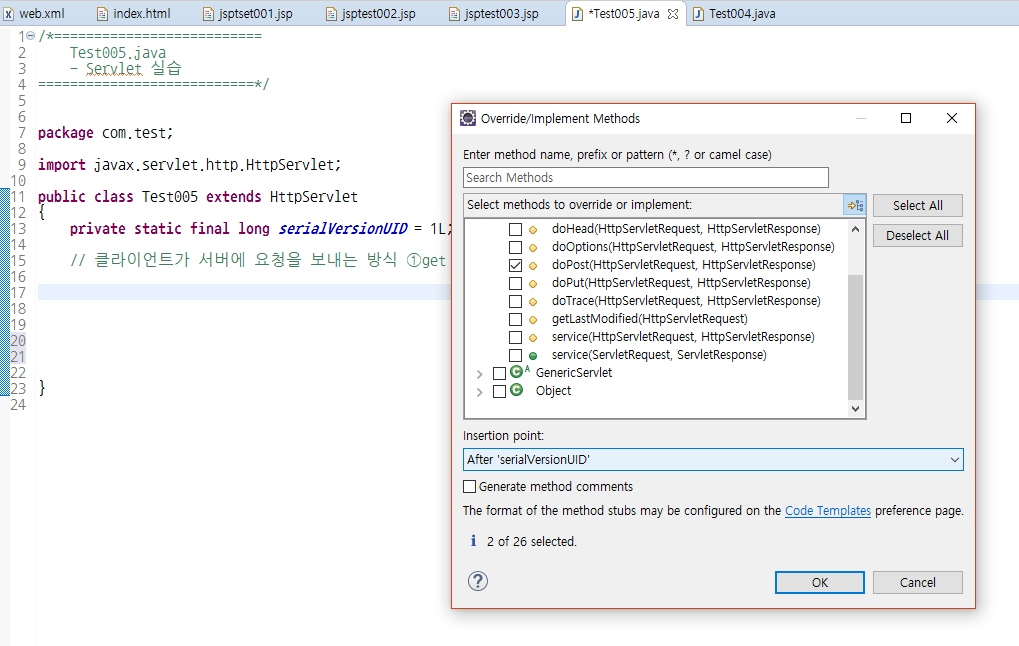 web.xml index.html jsptset001.jsp jsptest002.jsp jsptest003.jsp *Test005.java Test004.java
1 /*==========================
2 Test005.java
3 - Servlet 실습
4 ===========================*/
5
6
7 package com.test;
8
9 import javax.servlet.http.HttpServlet;
10
11 public class Test005 extends HttpServlet
12 {
13 private static final long serialVersionUID = 1L;
14
15 // 클라이언트가 서버에 요청을 보내는 방식 ①get
16
17
18
19
20
21
22
23 }
24
Override/Implement Methods
Enter method name, prefix or pattern (*, ? or camel case)
Search Methods
Select methods to override or implement:
Select All
Deselect All
doHead(HttpServletRequest, HttpServletResponse)
doOptions(HttpServletRequest, HttpServletResponse)
doPost(HttpServletRequest, HttpServletResponse)
doPut(HttpServletRequest, HttpServletResponse)
doTrace(HttpServletRequest, HttpServletResponse)
getLastModified(HttpServletRequest)
service(HttpServletRequest, HttpServletResponse)
service(ServletRequest, ServletResponse)
GenericServlet
Object
Insertion point:
After 'serialVersionUID'
Generate method comments
The format of the method stubs may be configured on the Code Templates preference page.
2 of 26 selected.
OK Cancel